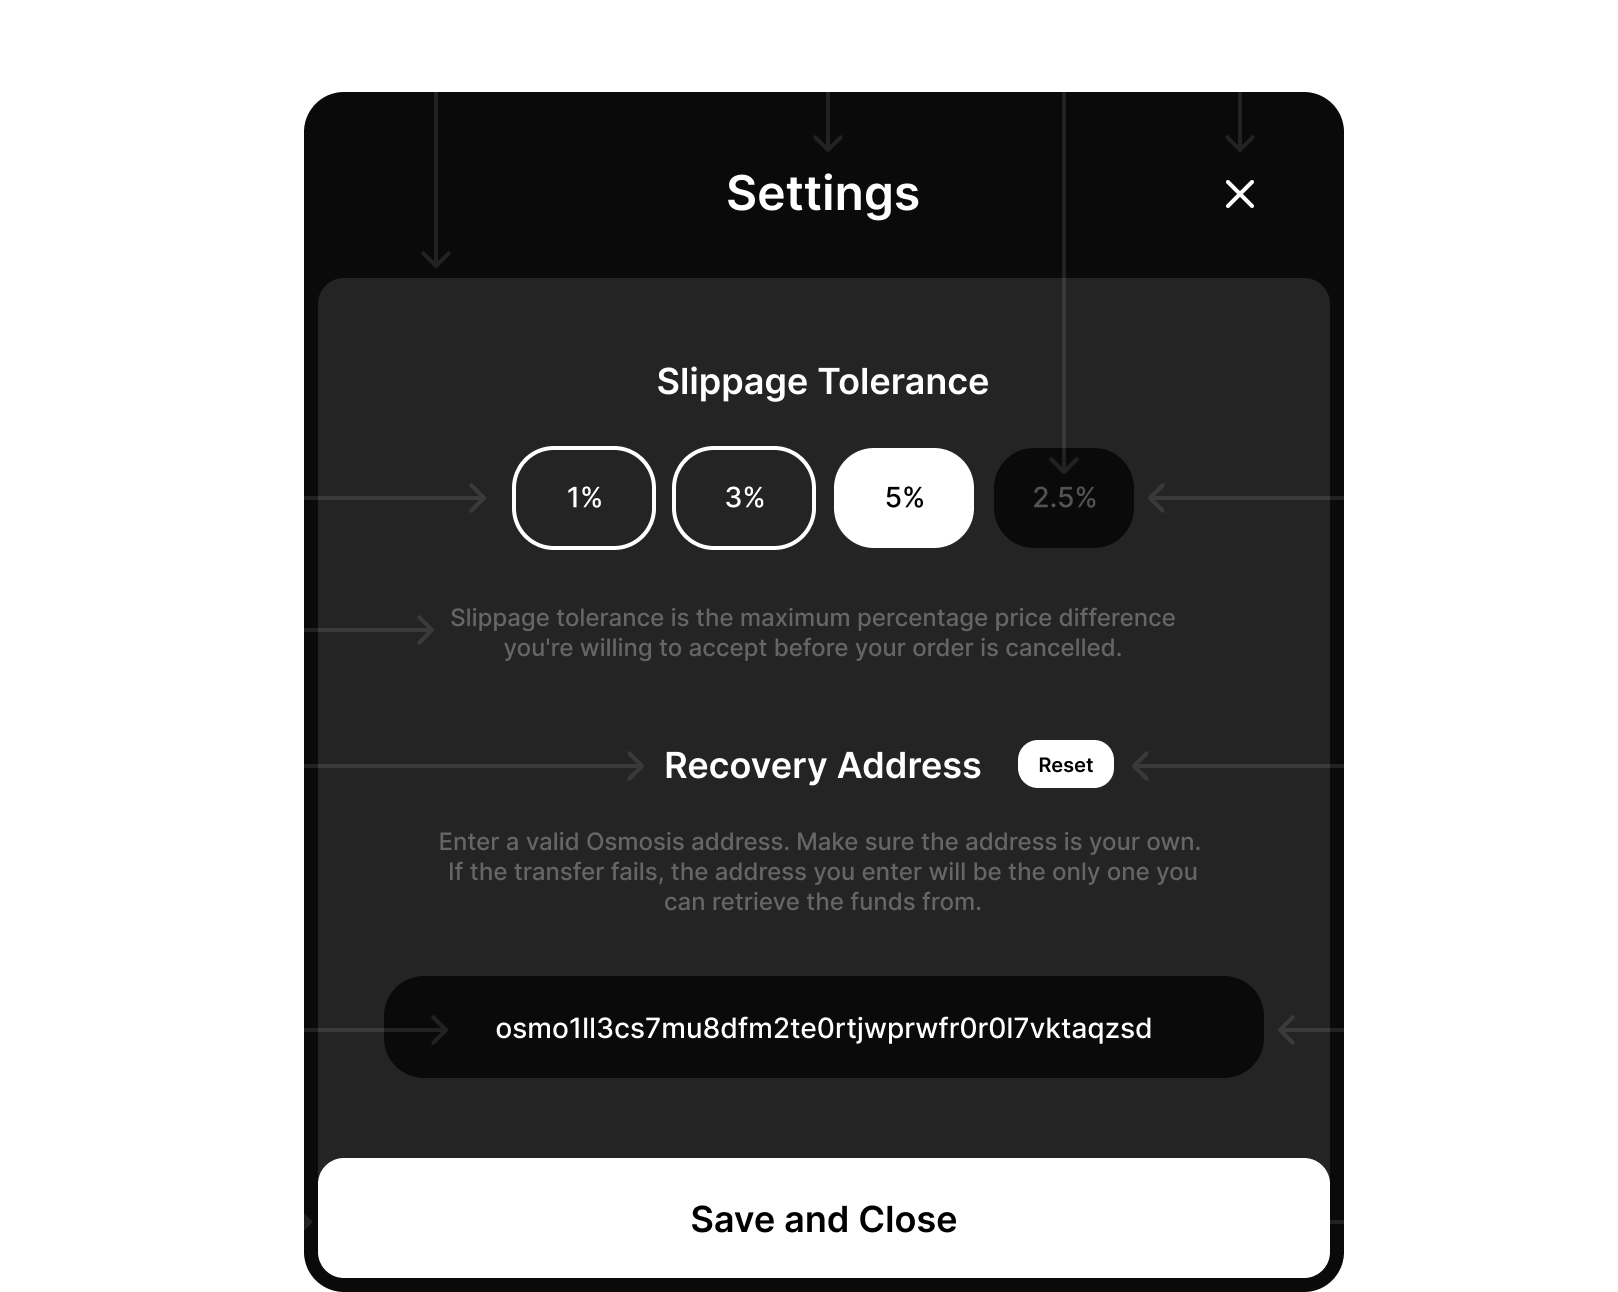 Settings
Slippage Tolerance
1% 3% 5% 2.5%
Slippage tolerance is the maximum percentage price difference
you're willing to accept before your order is cancelled.
Recovery Address Reset
Enter a valid Osmosis address. Make sure the address is your own.
If the transfer fails, the address you enter will be the only one you
can retrieve the funds from.
osmo1ll3cs7mu8dfm2te0rtjwprwfr0r0l7vktaqzsd
Save and Close